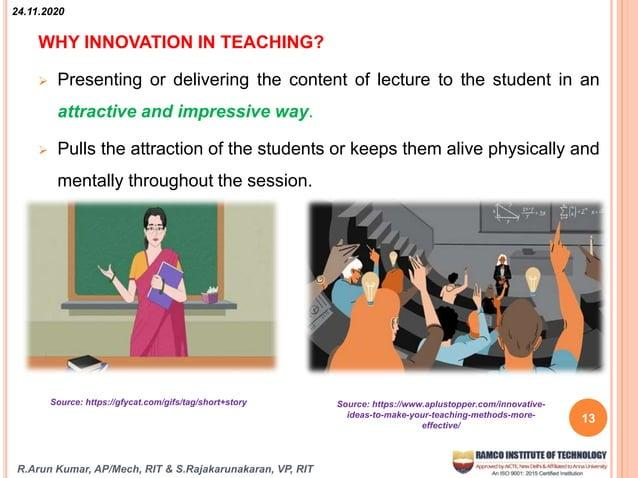 24.11.2020
WHY INNOVATION IN TEACHING?
Presenting or delivering the content of lecture to the student in an
attractive and impressive way.
Pulls the attraction of the students or keeps them alive physically and
mentally throughout the session.
Source: https://gfycat.com/gifs/tag/short+story
Source: https://www.aplustopper.com/innovative-
ideas-to-make-your-teaching-methods-more-
effective/
13
RAMCO INSTITUTE OF TECHNOLOGY
Approved by AICTE, New Delhi & Affiliated to Anna University
An ISO 9001: 2015 Certified Institution
R.Arun Kumar, AP/Mech, RIT & S.Rajakarunakaran, VP, RIT